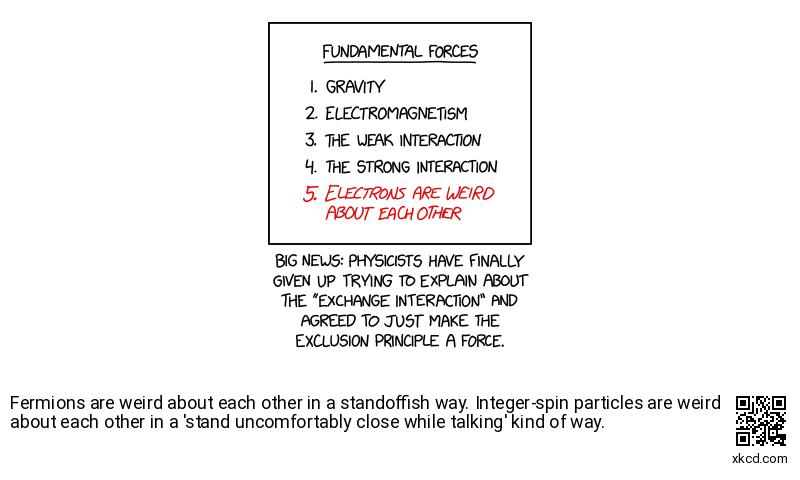 FUNDAMENTAL FORCES
1. GRAVITY
2. ELECTROMAGNETISM
3. THE WEAK INTERACTION
4. THE STRONG INTERACTION
5. ELECTRONS ARE WEIRD
ABOUT EACH OTHER
BIG NEWS: PHYSICISTS HAVE FINALLY
GIVEN UP TRYING TO EXPLAIN ABOUT
THE "EXCHANGE INTERACTION" AND
AGREED TO JUST MAKE THE
EXCLUSION PRINCIPLE A FORCE.
Fermions are weird about each other in a standoffish way. Integer-spin particles are weird
about each other in a 'stand uncomfortably close while talking' kind of way.
xkcd.com